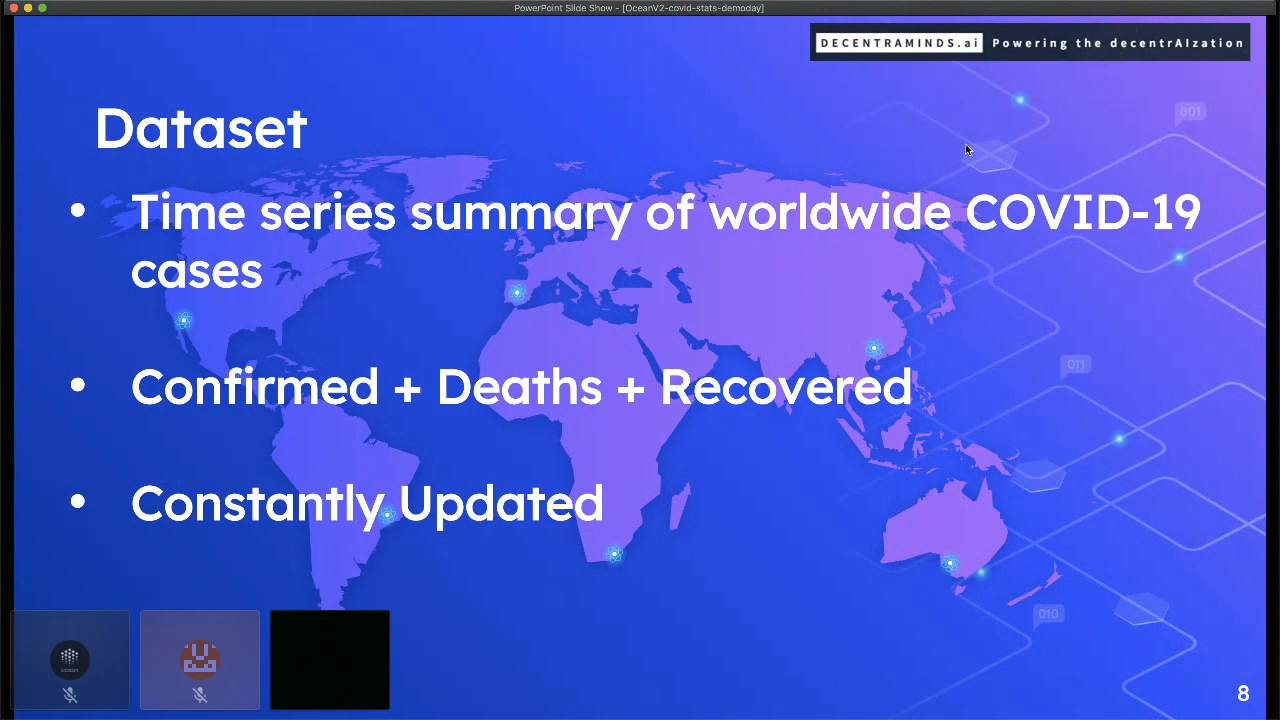 PowerPoint Slide Show - [OceanV2-covid-stats-demoday]
DECENTRAMINDS.ai Powering the decentrAIzation
001
Dataset
• Time series summary of worldwide COVID-19
cases
011
• Confirmed + Deaths + Recovered
• Constantly Updated
010
8